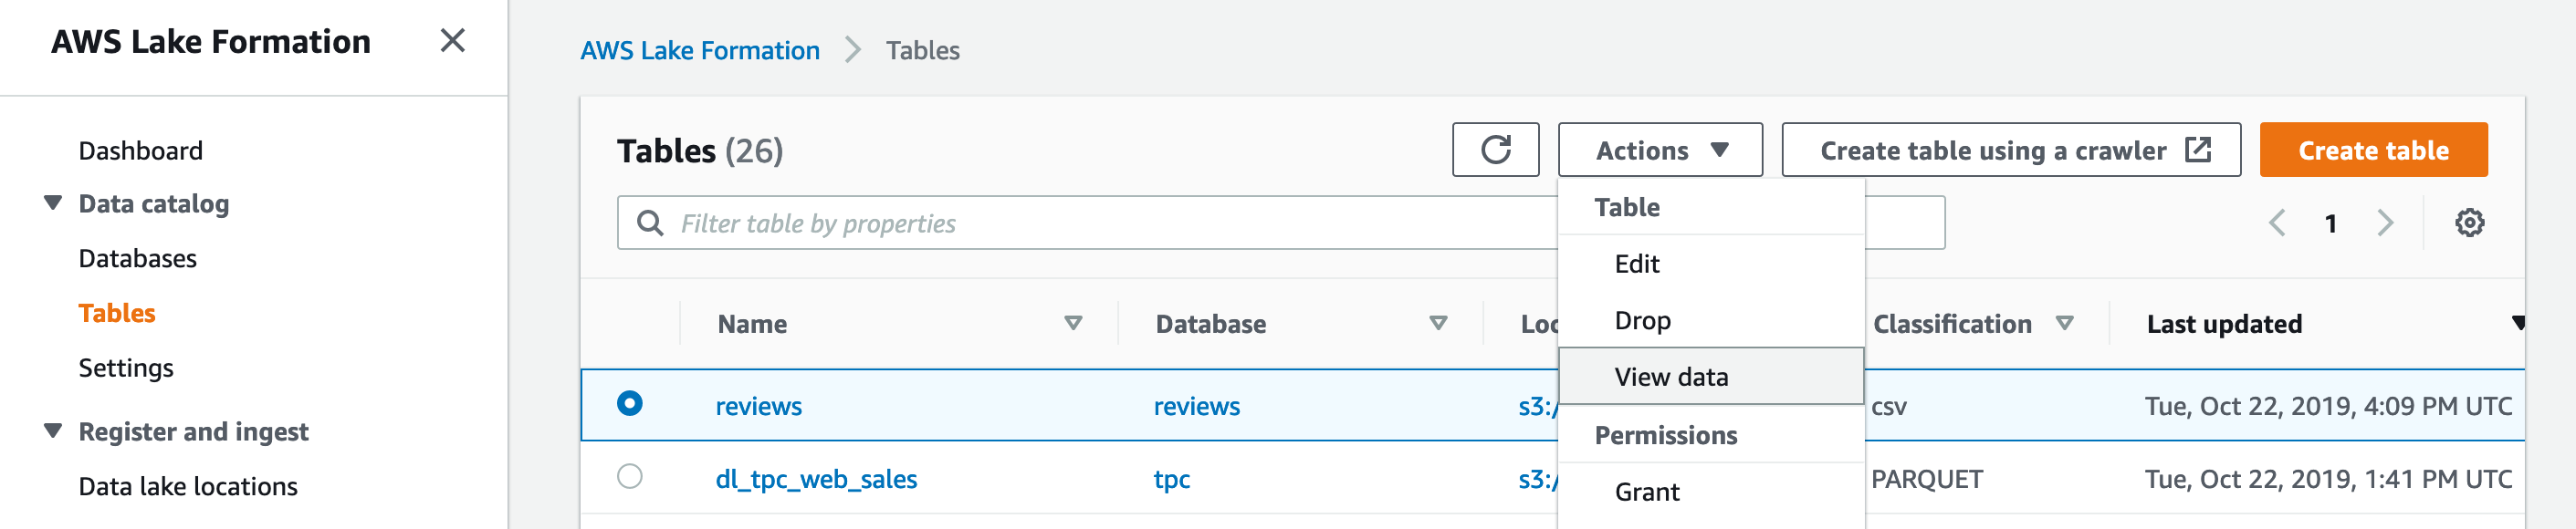 AWS Lake Formation
Dashboard
Data catalog
Databases
Tables
Settings
Register and ingest
Data lake locations
AWS Lake Formation Tables
Tables (26)
Actions
Create table using a crawler
Create table
Filter table by properties
1
Table
Edit
Drop
View data
Permissions
Grant
Name Database Loc Classification Last updated
reviews reviews s3:/ csv Tue, Oct 22, 2019, 4:09 PM UTC
dl_tpc_web_sales tpc s3:/ PARQUET Tue, Oct 22, 2019, 1:41 PM UTC